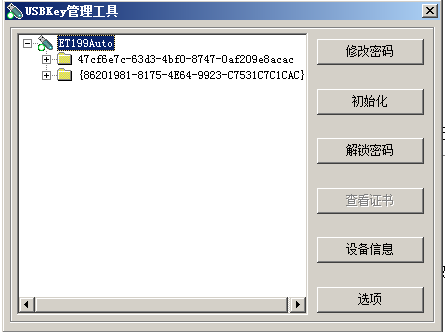 USBKey管理工具
ET199Auto
47cf6e7c-63d3-4bf0-8747-0af209e8acac
{86201981-8175-4E64-9923-C7531C7C1CAC}
修改密码
初始化
解锁密码
查看证书
设备信息
选项